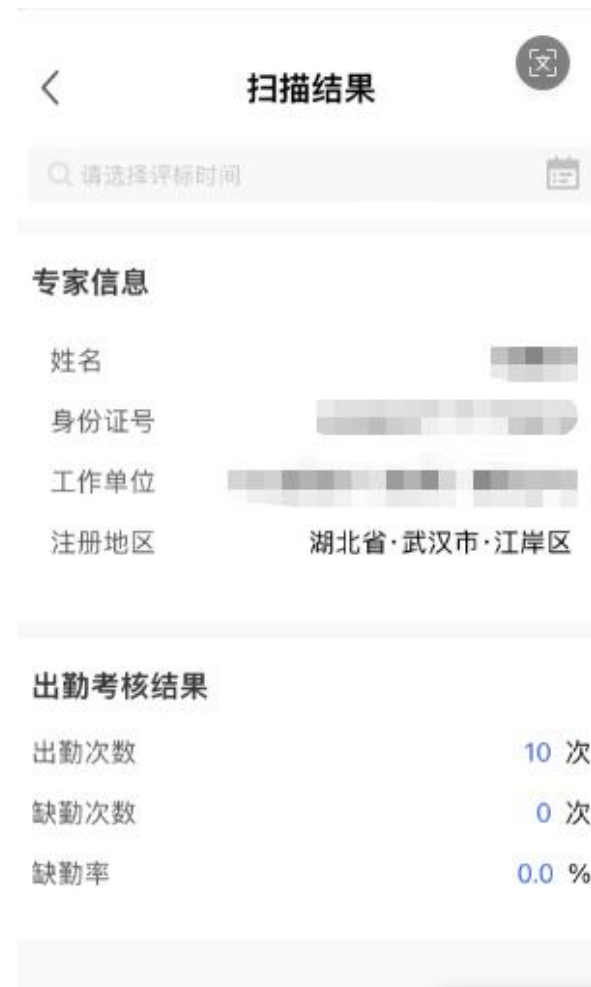 扫描结果
请选择评标时间
专家信息
姓名
身份证号
工作单位
注册地区 湖北省·武汉市·江岸区
出勤考核结果
出勤次数 10 次
缺勤次数 0 次
缺勤率 0.0 %